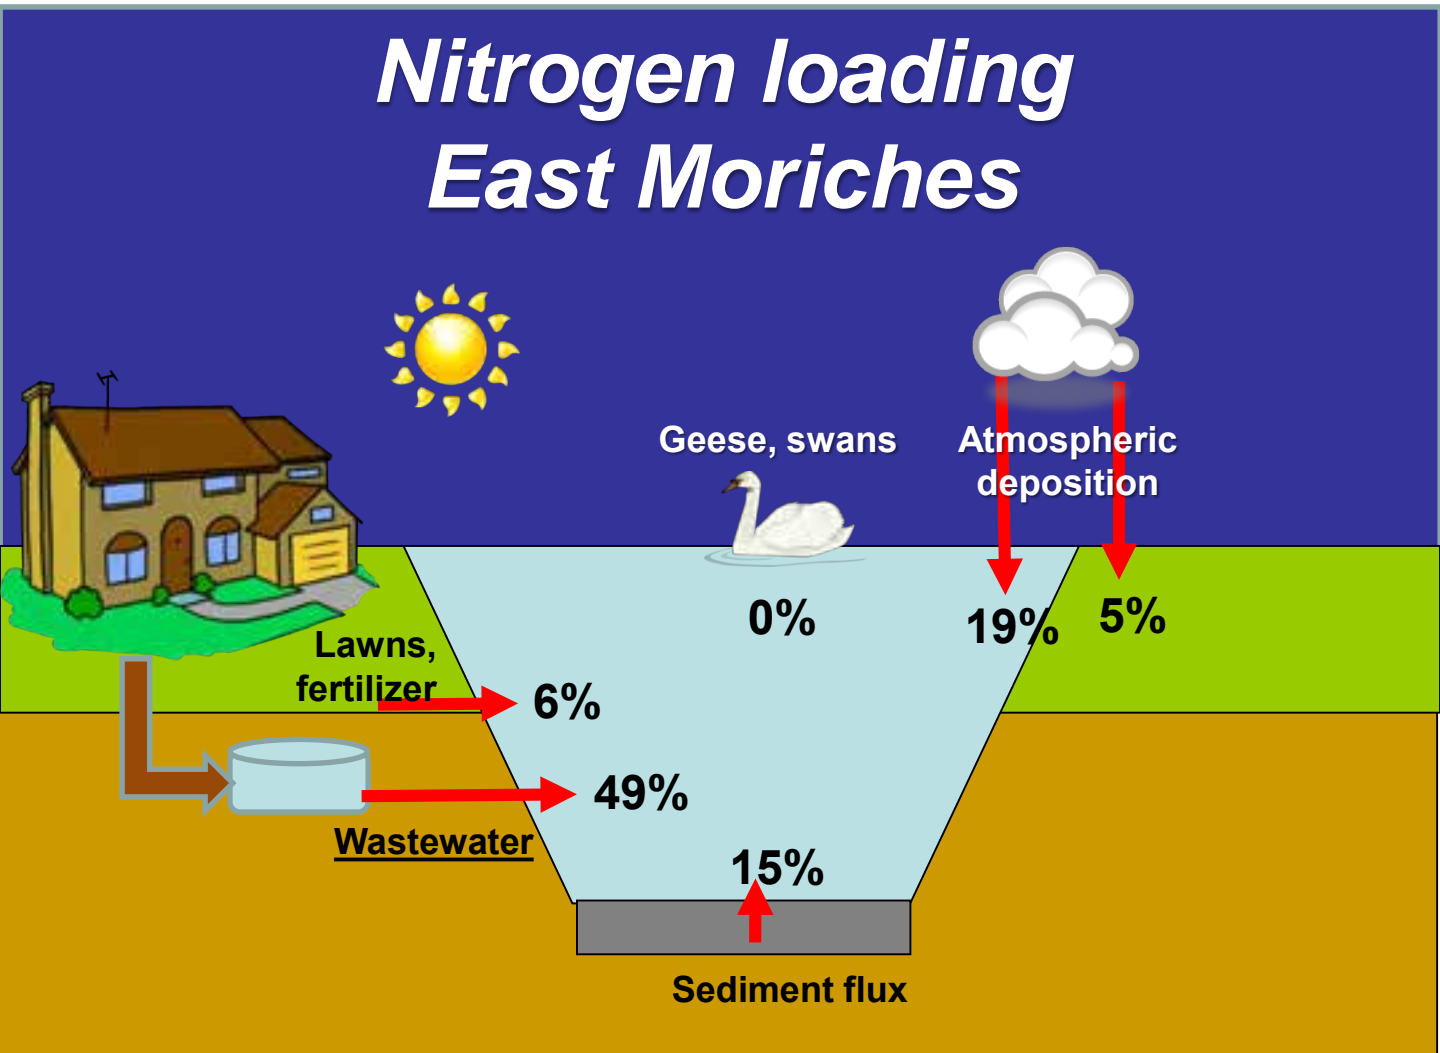 Nitrogen loading
East Moriches
Geese, swans
Atmospheric
deposition
0%
19%
5%
Lawns,
fertilizer
6%
49%
Wastewater
15%
Sediment flux